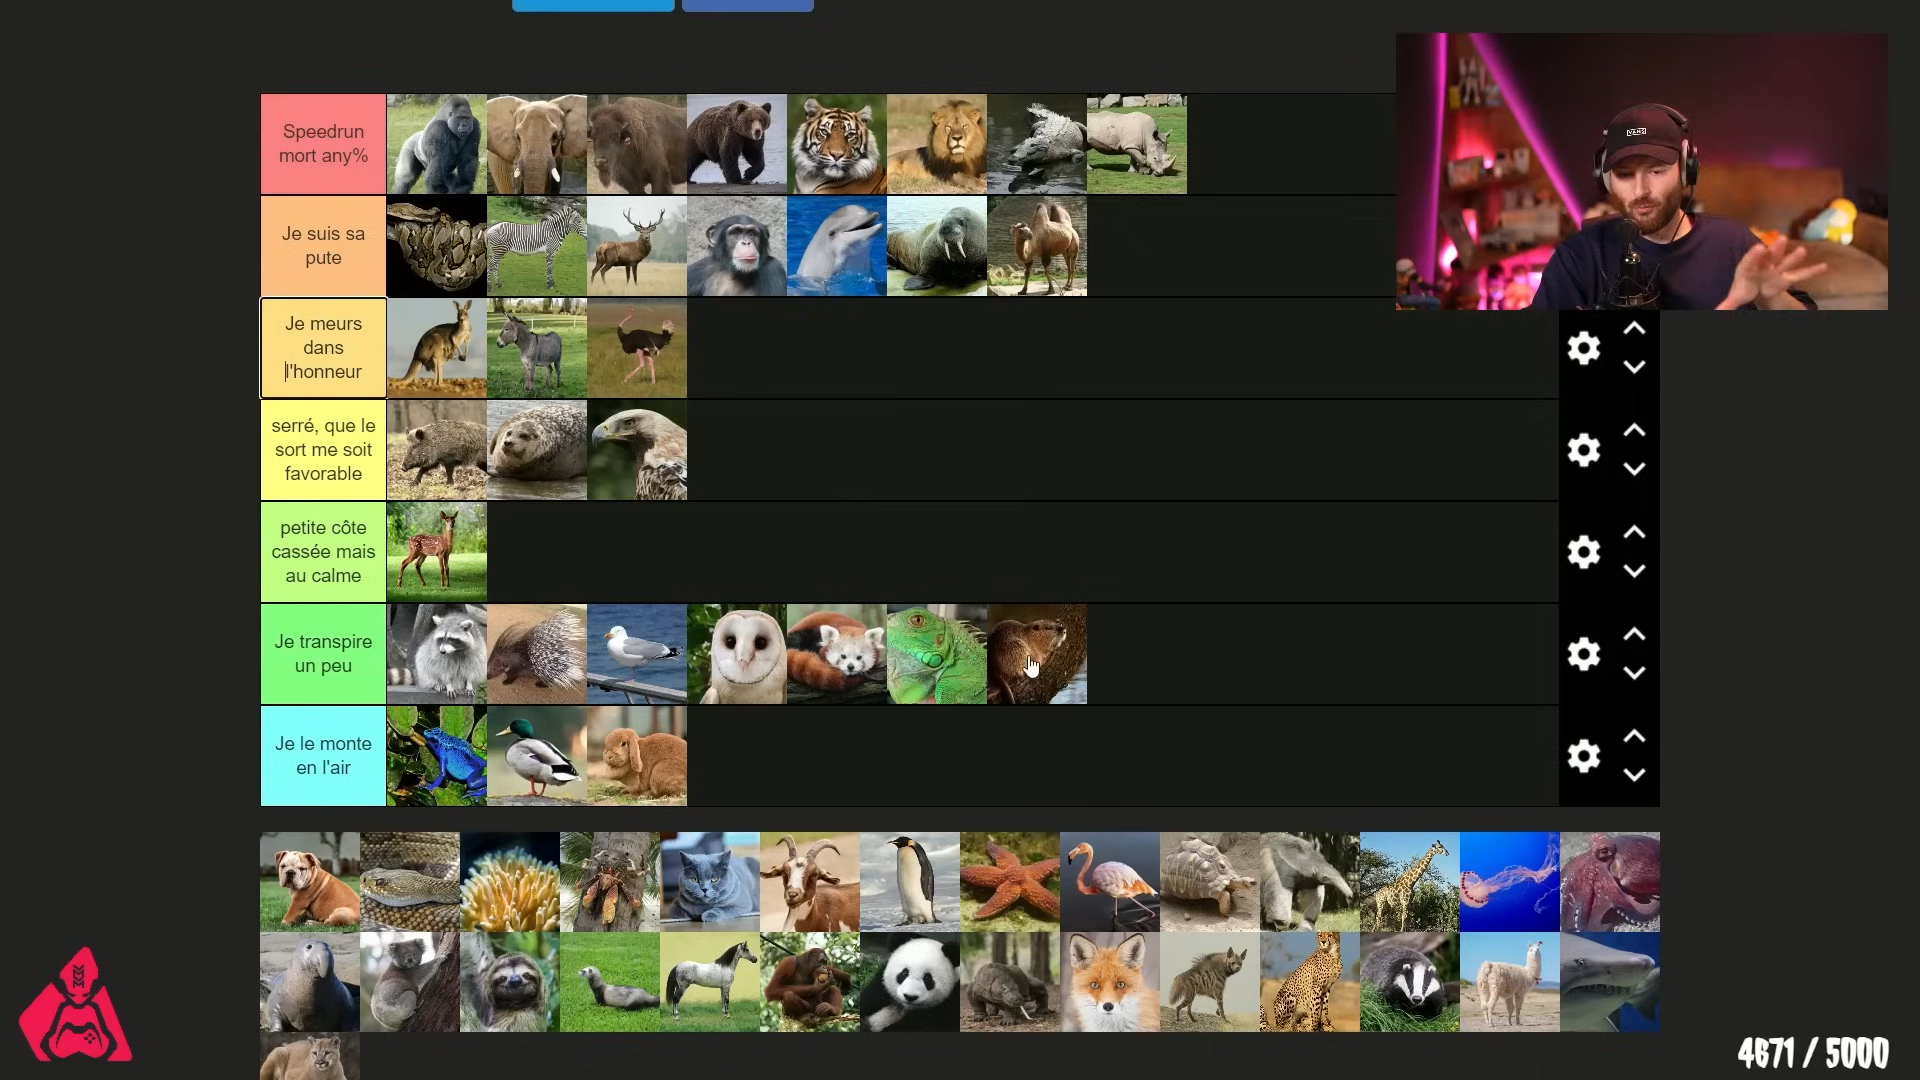 Speedrun
mort any%
VANS
Je suis sa
pute
Je meurs
dans
l'honneur
serré, que le
sort me soit
favorable
petite côte
cassée mais
au calme
Je transpire
un peu
Je le monte
en l'air
4671 / 5000